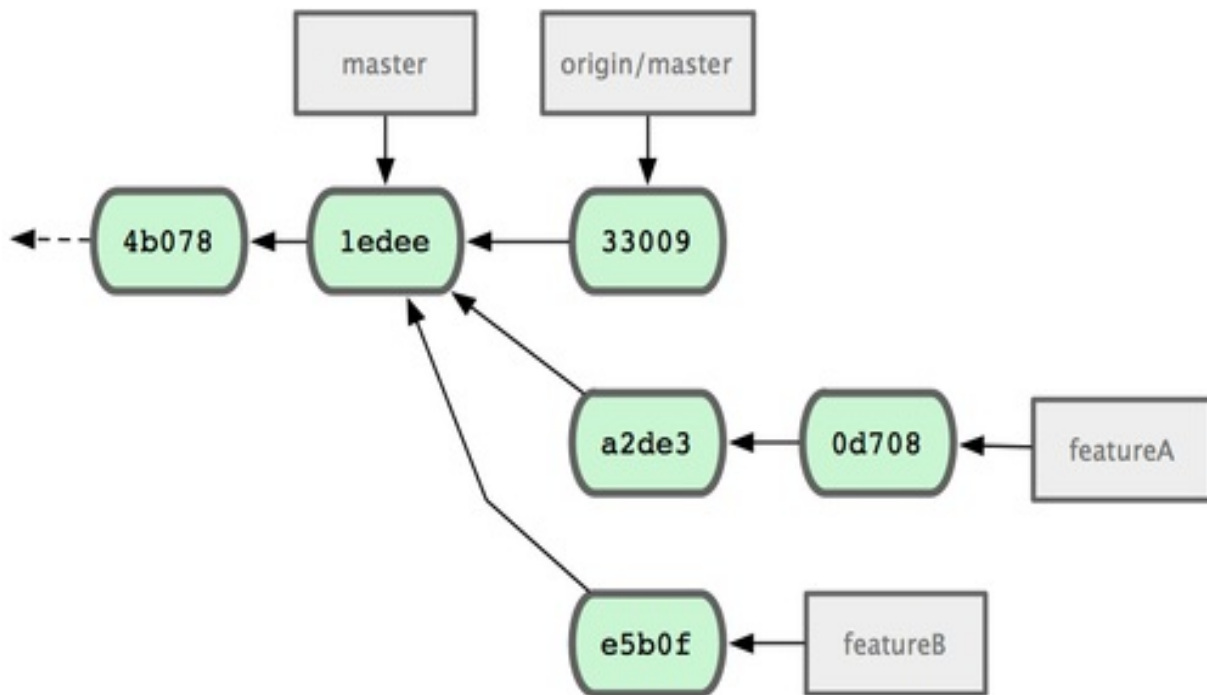 master
origin/master
4b078
1edee
33009
a2de3
0d708
featureA
e5b0f
featureB